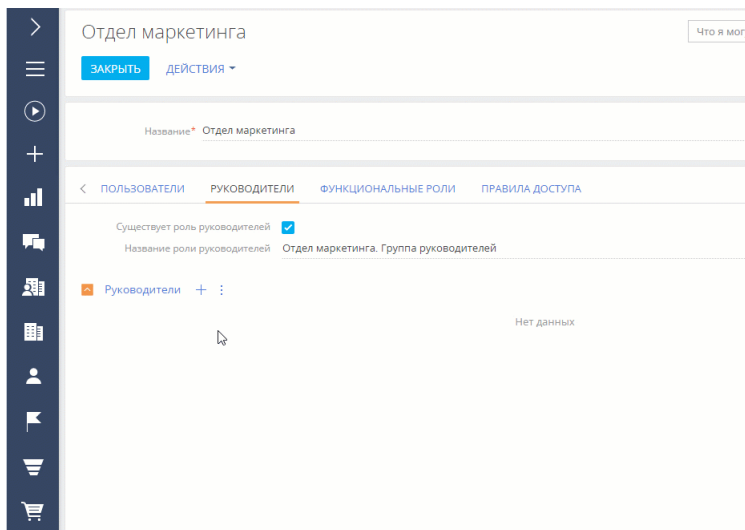 Отдел маркетинга
Что я мог
ЗАКРЫТЬ ДЕЙСТВИЯ
Название* Отдел маркетинга
ПОЛЬЗОВАТЕЛИ РУКОВОДИТЕЛИ ФУНКЦИОНАЛЬНЫЕ РОЛИ ПРАВИЛА ДОСТУПА
Существует роль руководителей
Название роли руководителей Отдел маркетинга. Группа руководителей
Руководители
Нет данных